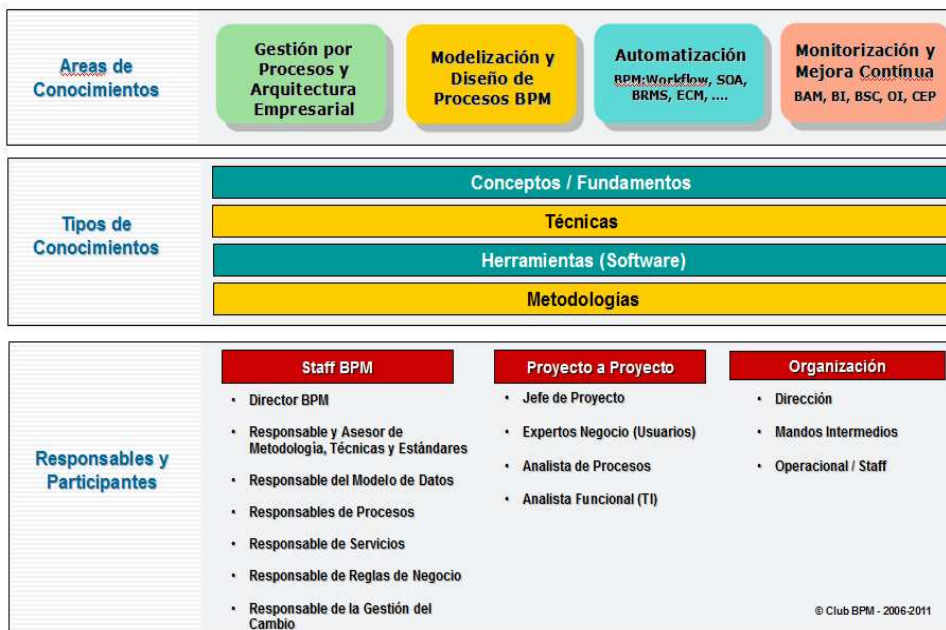 Areas de
Conocimientos
Gestión por
Procesos y
Arquitectura
Empresarial
Modelización y
Diseño de
Procesos BPM
Automatización
BPM:Workflow, SOA,
BRMS, ECM, ....
Monitorización y
Mejora Contínua
BAM, BI, BSC, OI, CEP
Tipos de
Conocimientos
Conceptos / Fundamentos
Técnicas
Herramientas (Software)
Metodologías
Responsables y
Participantes
Staff BPM
• Director BPM
• Responsable y Asesor de
Metodología, Técnicas y Estándares
• Responsable del Modelo de Datos
• Responsables de Procesos
• Responsable de Servicios
• Responsable de Reglas de Negocio
• Responsable de la Gestión del
Cambio
Proyecto a Proyecto
• Jefe de Proyecto
• Expertos Negocio (Usuarios)
• Analista de Procesos
• Analista Funcional (TI)
Organización
• Dirección
• Mandos Intermedios
• Operacional / Staff
© Club BPM - 2006-2011